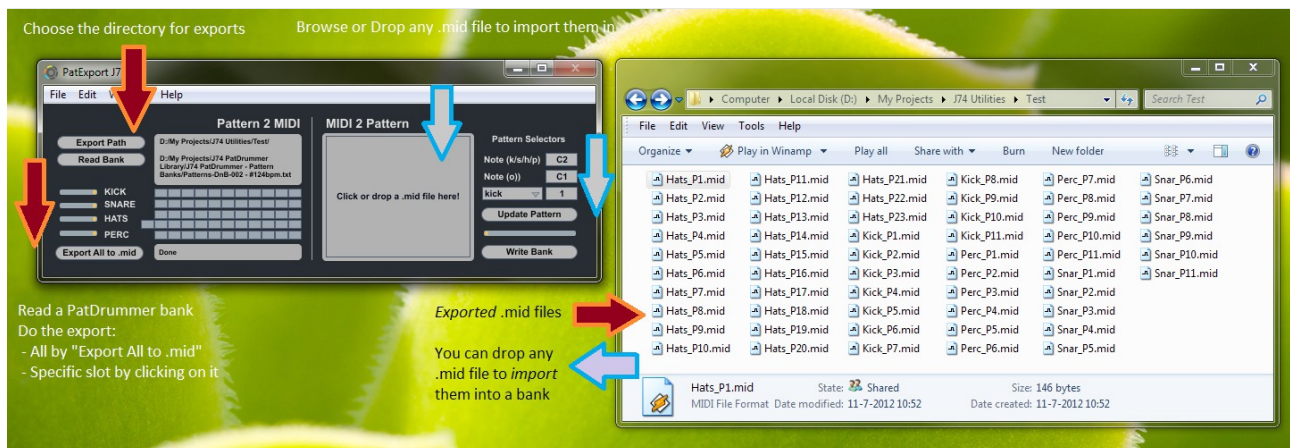 Choose the directory for exports
Browse or Drop any .mid file to import them in
PatExport J7
File Edit Help
Pattern 2 MIDI
MIDI 2 Pattern
Export Path
D:/My Projects/J74 Utilities/Test/
Read Bank
D:/My Projects/J74 PatDrummer
Library/J74 PatDrummer - Pattern
Banks/Patterns-DnB-002 - #124bpm.txt
KICK
SNARE
HATS
PERC
Export All to .mid
Done
Click or drop a .mid file here!
Pattern Selectors
Note (k/s/h/p) C2
Note (o)) C1
kick 1
Update Pattern
Write Bank
Read a PatDrummer bank
Do the export:
- All by "Export All to .mid"
- Specific slot by clicking on it
Exported .mid files
You can drop any
.mid file to import
them into a bank
Computer Local Disk (D:) My Projects J74 Utilities Test
Search Test
File Edit View Tools Help
Organize Play in Winamp Play all Share with Burn New folder
Hats_P1.mid Hats_P11.mid Hats_P21.mid Kick_P8.mid Perc_P7.mid Snar_P6.mid
Hats_P2.mid Hats_P12.mid Hats_P22.mid Kick_P9.mid Perc_P8.mid Snar_P7.mid
Hats_P3.mid Hats_P13.mid Hats_P23.mid Kick_P10.mid Perc_P9.mid Snar_P8.mid
Hats_P4.mid Hats_P14.mid Kick_P1.mid Kick_P11.mid Perc_P10.mid Snar_P9.mid
Hats_P5.mid Hats_P15.mid Kick_P2.mid Perc_P1.mid Perc_P11.mid Snar_P10.mid
Hats_P6.mid Hats_P16.mid Kick_P3.mid Perc_P2.mid Snar_P1.mid Snar_P11.mid
Hats_P7.mid Hats_P17.mid Kick_P4.mid Perc_P3.mid Snar_P2.mid
Hats_P8.mid Hats_P18.mid Kick_P5.mid Perc_P4.mid Snar_P3.mid
Hats_P9.mid Hats_P19.mid Kick_P6.mid Perc_P5.mid Snar_P4.mid
Hats_P10.mid Hats_P20.mid Kick_P7.mid Perc_P6.mid Snar_P5.mid
Hats_P1.mid State: Shared Size: 146 bytes
MIDI File Format Date modified: 11-7-2012 10:52 Date created: 11-7-2012 10:52